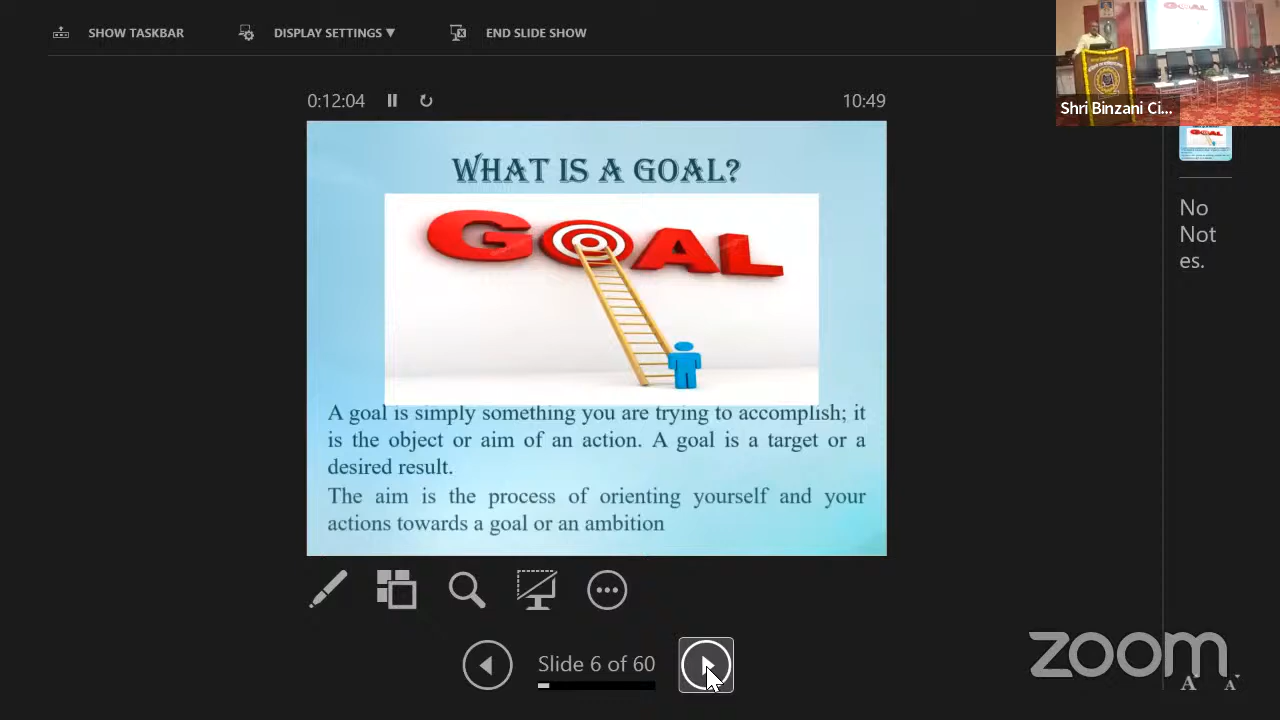 SHOW TASKBAR
DISPLAY SETTINGS ▼
END SLIDE SHOW
GOAL
Shri Binzani Ci...
0:12:04
10:49
WHAT IS A GOAL?
GOAL
A goal is simply something you are trying to accomplish; it
is the object or aim of an action. A goal is a target or a
desired result.
The aim is the process of orienting yourself and your
actions towards a goal or an ambition
GOAL
No
Not
es.
Slide 6 of 60
zoom
A
A